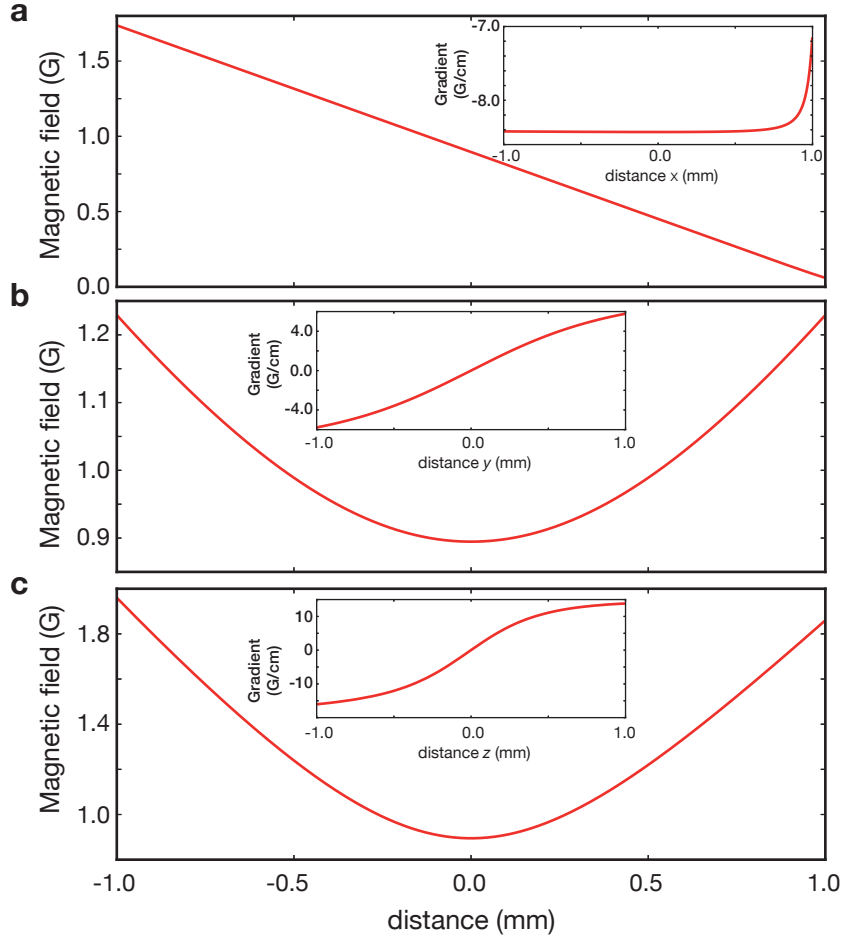 a
Magnetic field (G)
1.5
1.0
0.5
0.0
Gradient
(G/cm)
-7.0
-8.0
-1.0 0.0 1.0
distance x (mm)
b
Magnetic field (G)
1.2
1.1
1.0
0.9
Gradient
(G/cm)
4.0
0.0
-4.0
-1.0 0.0 1.0
distance y (mm)
c
Magnetic field (G)
1.8
1.4
1.0
Gradient
(G/cm)
10
0
-10
-1.0 0.0 1.0
distance z (mm)
-1.0 -0.5 0.0 0.5 1.0
distance (mm)